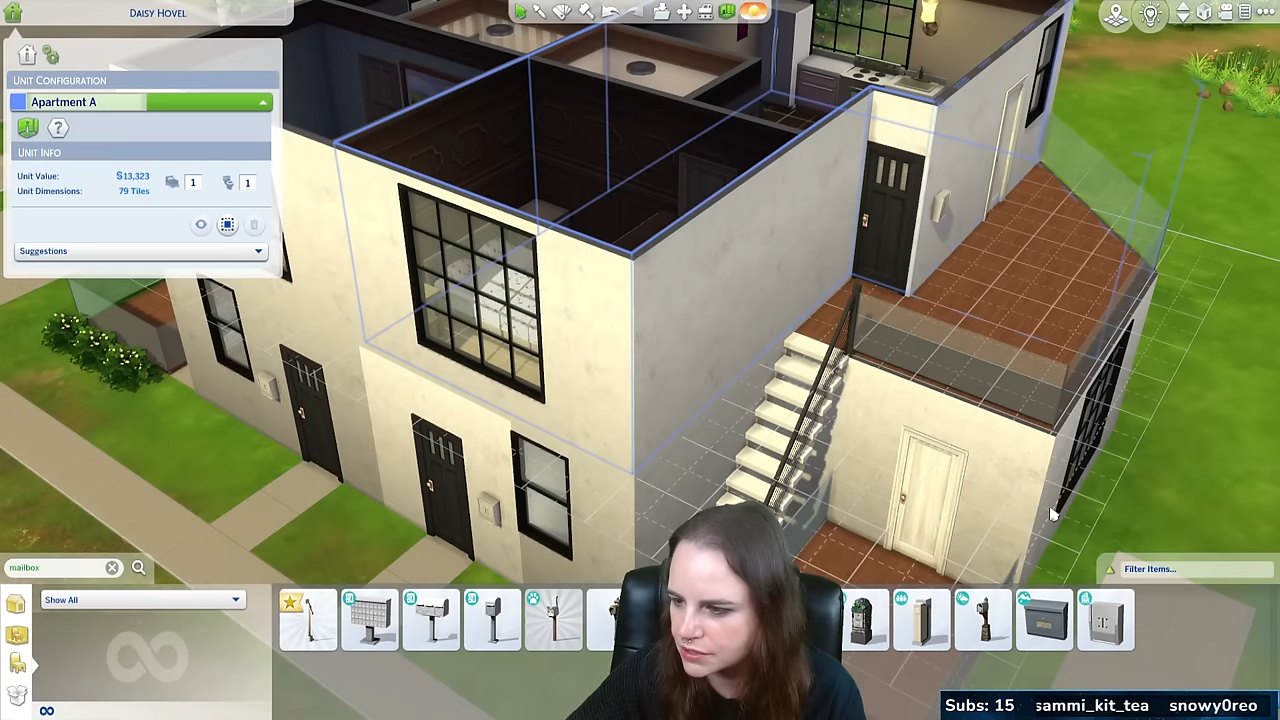 DAISY HOVEL
UNIT CONFIGURATION
Apartment A
UNIT INFO
Unit Value: §13,323
1
1
Unit Dimensions: 79 Tiles
Suggestions
mailbox
Filter Items...
Show All
Subs: 15 sammi_kit_tea snowy0reo